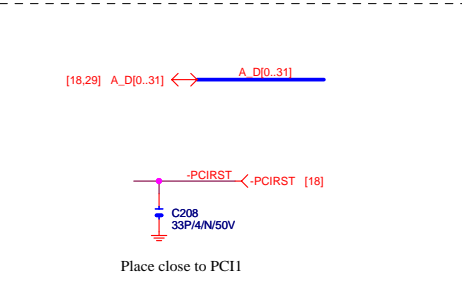 [18,29] A_D[0..31] A_D[0..31]
-PCIRST -PCIRST [18]
C208
33P/4/N/50V
Place close to PCI1